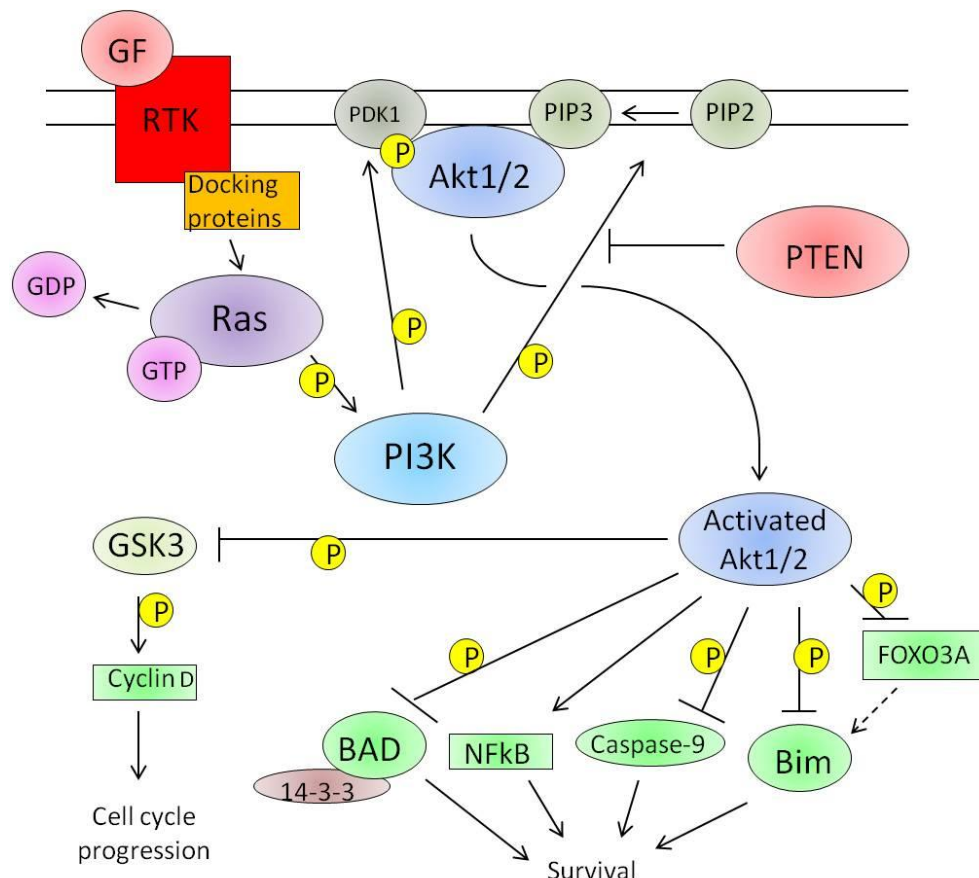 GF
RTK
PDK1
PIP3
PIP2
P
Akt1/2
Docking
proteins
PTEN
GDP
Ras
GTP
P
P
P
PI3K
Activated
Akt1/2
GSK3
P
P
P
FOXO3A
P
P
P
Cyclin D
BAD
NFkB
Caspase-9
Bim
14-3-3
Cell cycle
progression
Survival